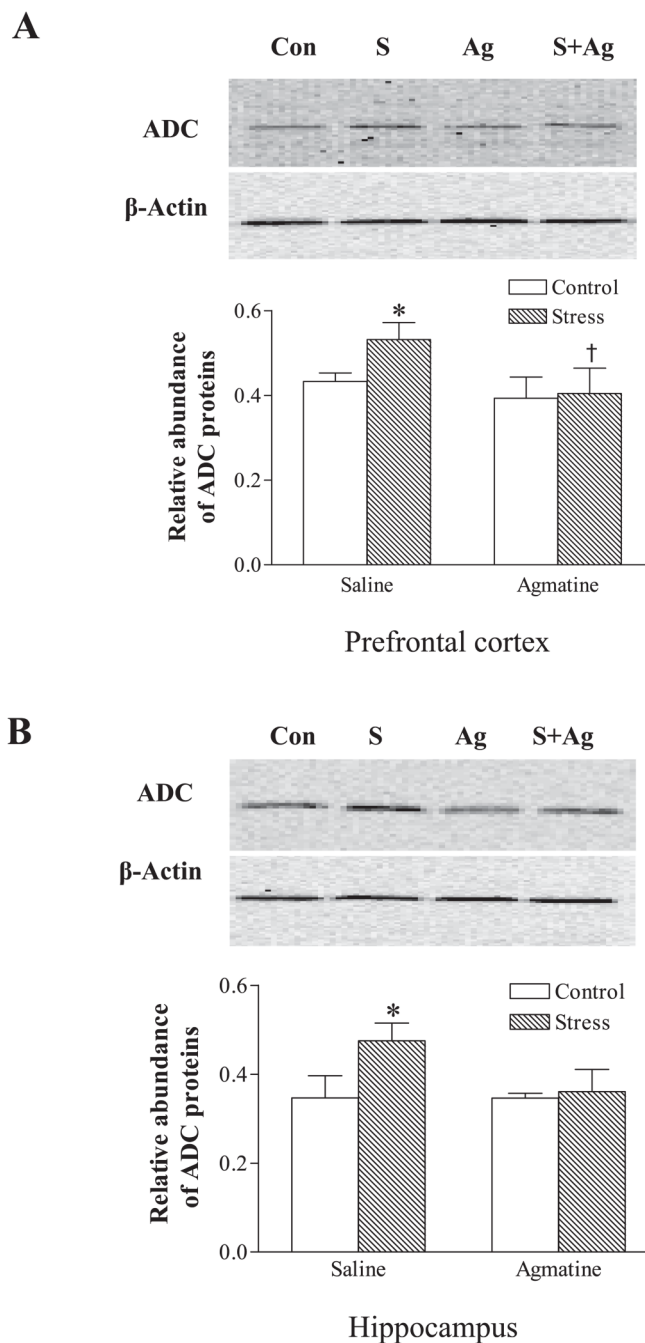 A
Con S Ag S+Ag
ADC
β-Actin
Control
Stress
0.6
0.4
0.2
0.0
*
†
Relative abundance
of ADC proteins
Saline Agmatine
Prefrontal cortex
B
Con S Ag S+Ag
ADC
β-Actin
Control
Stress
0.6
0.4
0.2
0.0
*
Relative abundance
of ADC proteins
Saline Agmatine
Hippocampus